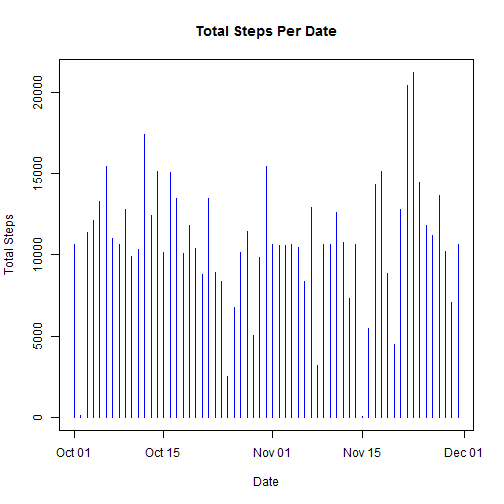 Total Steps Per Date
Total Steps
20000
15000
10000
5000
0
Oct 01
Oct 15
Nov 01
Nov 15
Dec 01
Date